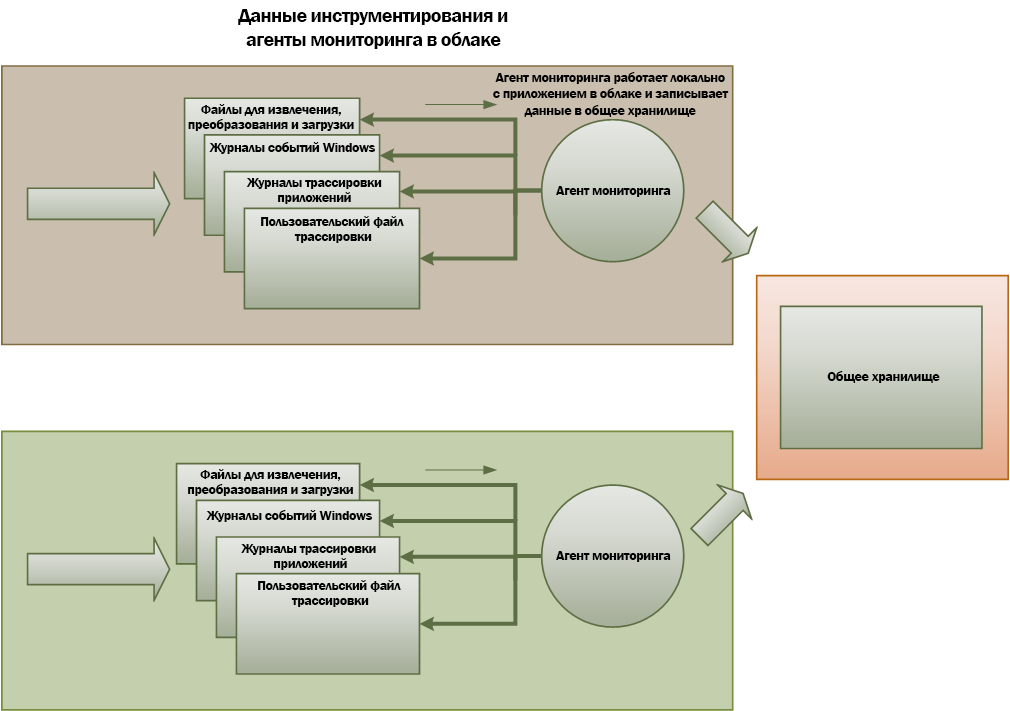 Данные инструментирования и
агенты мониторинга в облаке
Агент мониторинга работает локально
с приложением в облаке и записывает
данные в общее хранилище
Файлы для извлечения,
преобразования и загрузки
Журналы событий Windows
Журналы трассировки
приложений
Пользовательский файл
трассировки
Агент мониторинга
Общее хранилище
Файлы для извлечения,
преобразования и загрузки
Журналы событий Windows
Журналы трассировки
приложений
Пользовательский файл
трассировки
Агент мониторинга